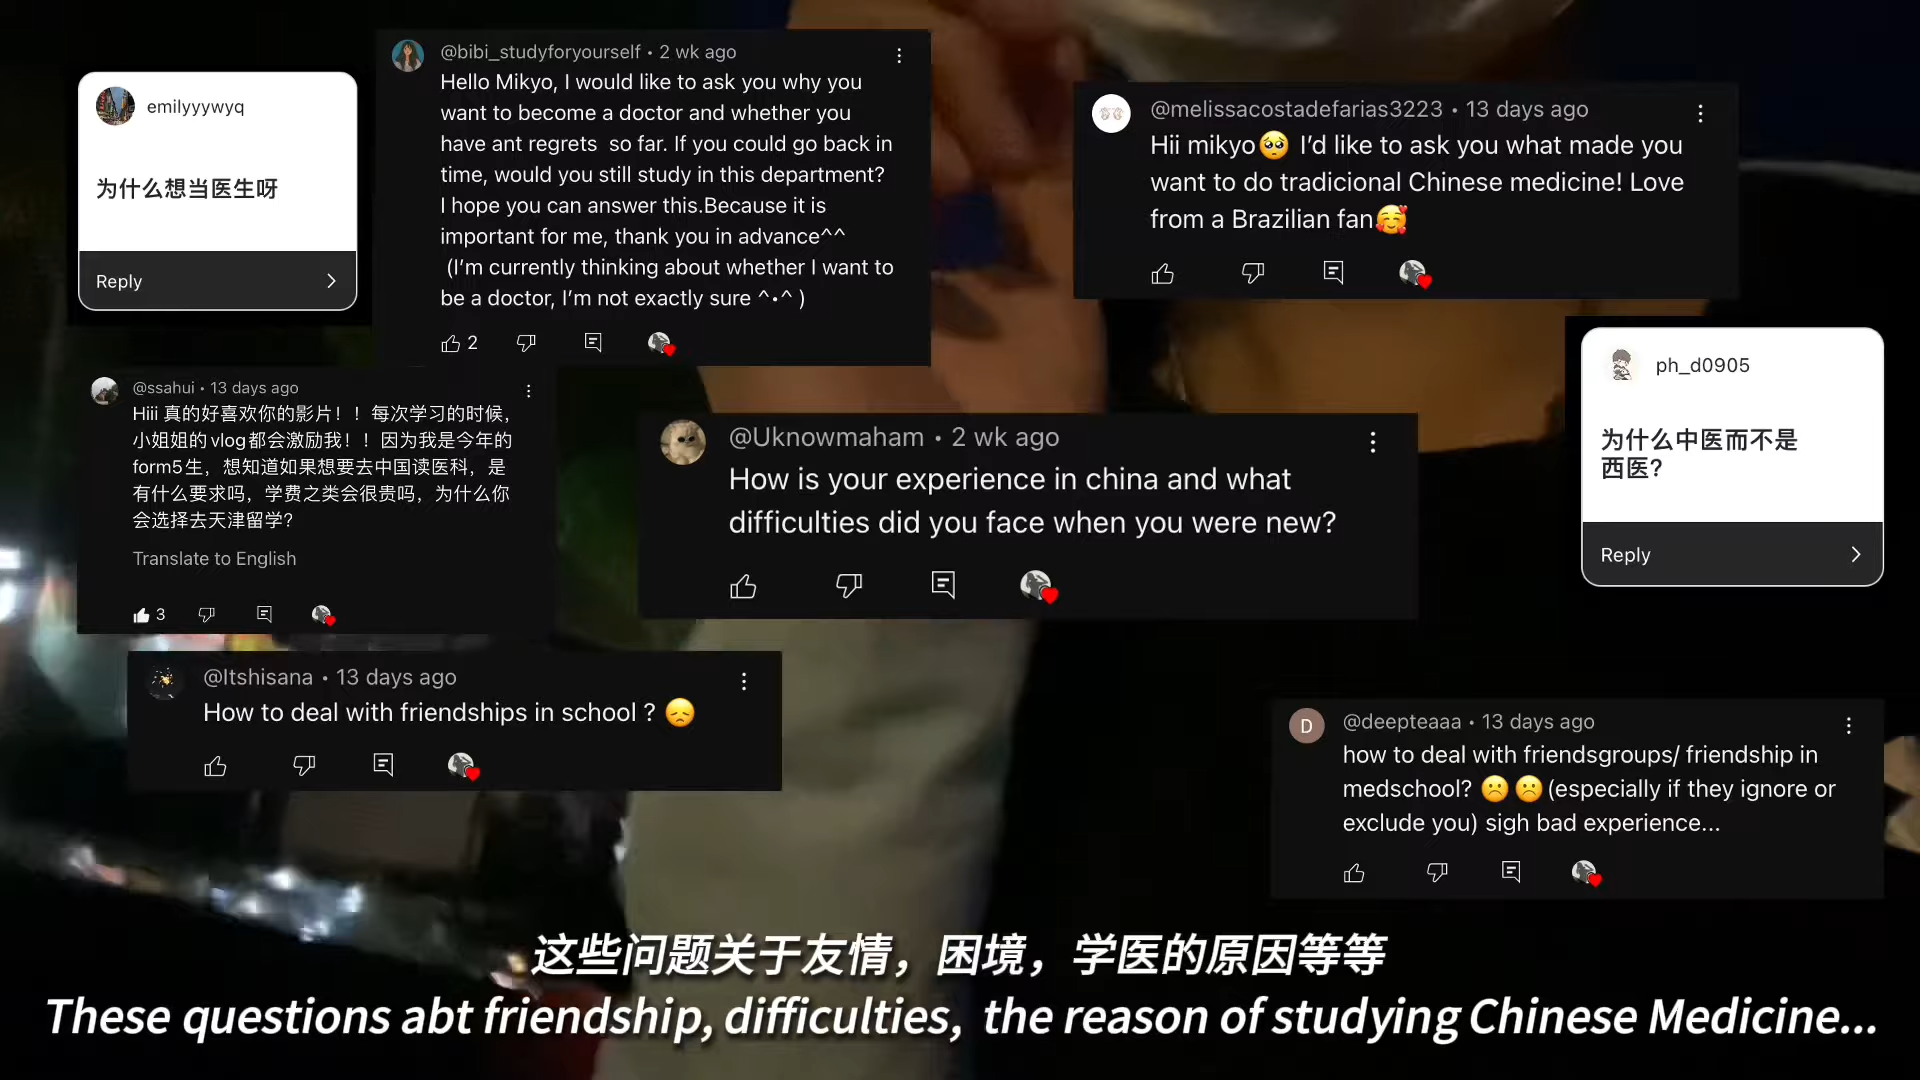 emilyyywyq
为什么想当医生呀
Reply
@bibi_studyforyourself • 2 wk ago
Hello Mikyo, I would like to ask you why you
want to become a doctor and whether you
have ant regrets so far. If you could go back in
time, would you still study in this department?
I hope you can answer this.Because it is
important for me, thank you in advance^^
(I'm currently thinking about whether I want to
be a doctor, I'm not exactly sure ^•^ )
2
@melissacostadefarias3223 • 13 days ago
Hii mikyo🥺 I'd like to ask you what made you
want to do tradicional Chinese medicine! Love
from a Brazilian fan🥰
@ssahui • 13 days ago
Hiii 真的好喜欢你的影片！！每次学习的时候，
小姐姐的vlog都会激励我！！因为我是今年的
form5生，想知道如果想要去中国读医科，是
有什么要求吗，学费之类会很贵吗，为什么你
会选择去天津留学？
Translate to English
3
@Uknowmaham • 2 wk ago
How is your experience in china and what
difficulties did you face when you were new?
ph_d0905
为什么中医而不是
西医？
Reply
@Itshisana • 13 days ago
How to deal with friendships in school ? 😞
D
@deepteaaa • 13 days ago
how to deal with friendsgroups/ friendship in
medschool? ☹️☹️(especially if they ignore or
exclude you) sigh bad experience...
这些问题关于友情，困境，学医的原因等等
These questions abt friendship, difficulties, the reason of studying Chinese Medicine...